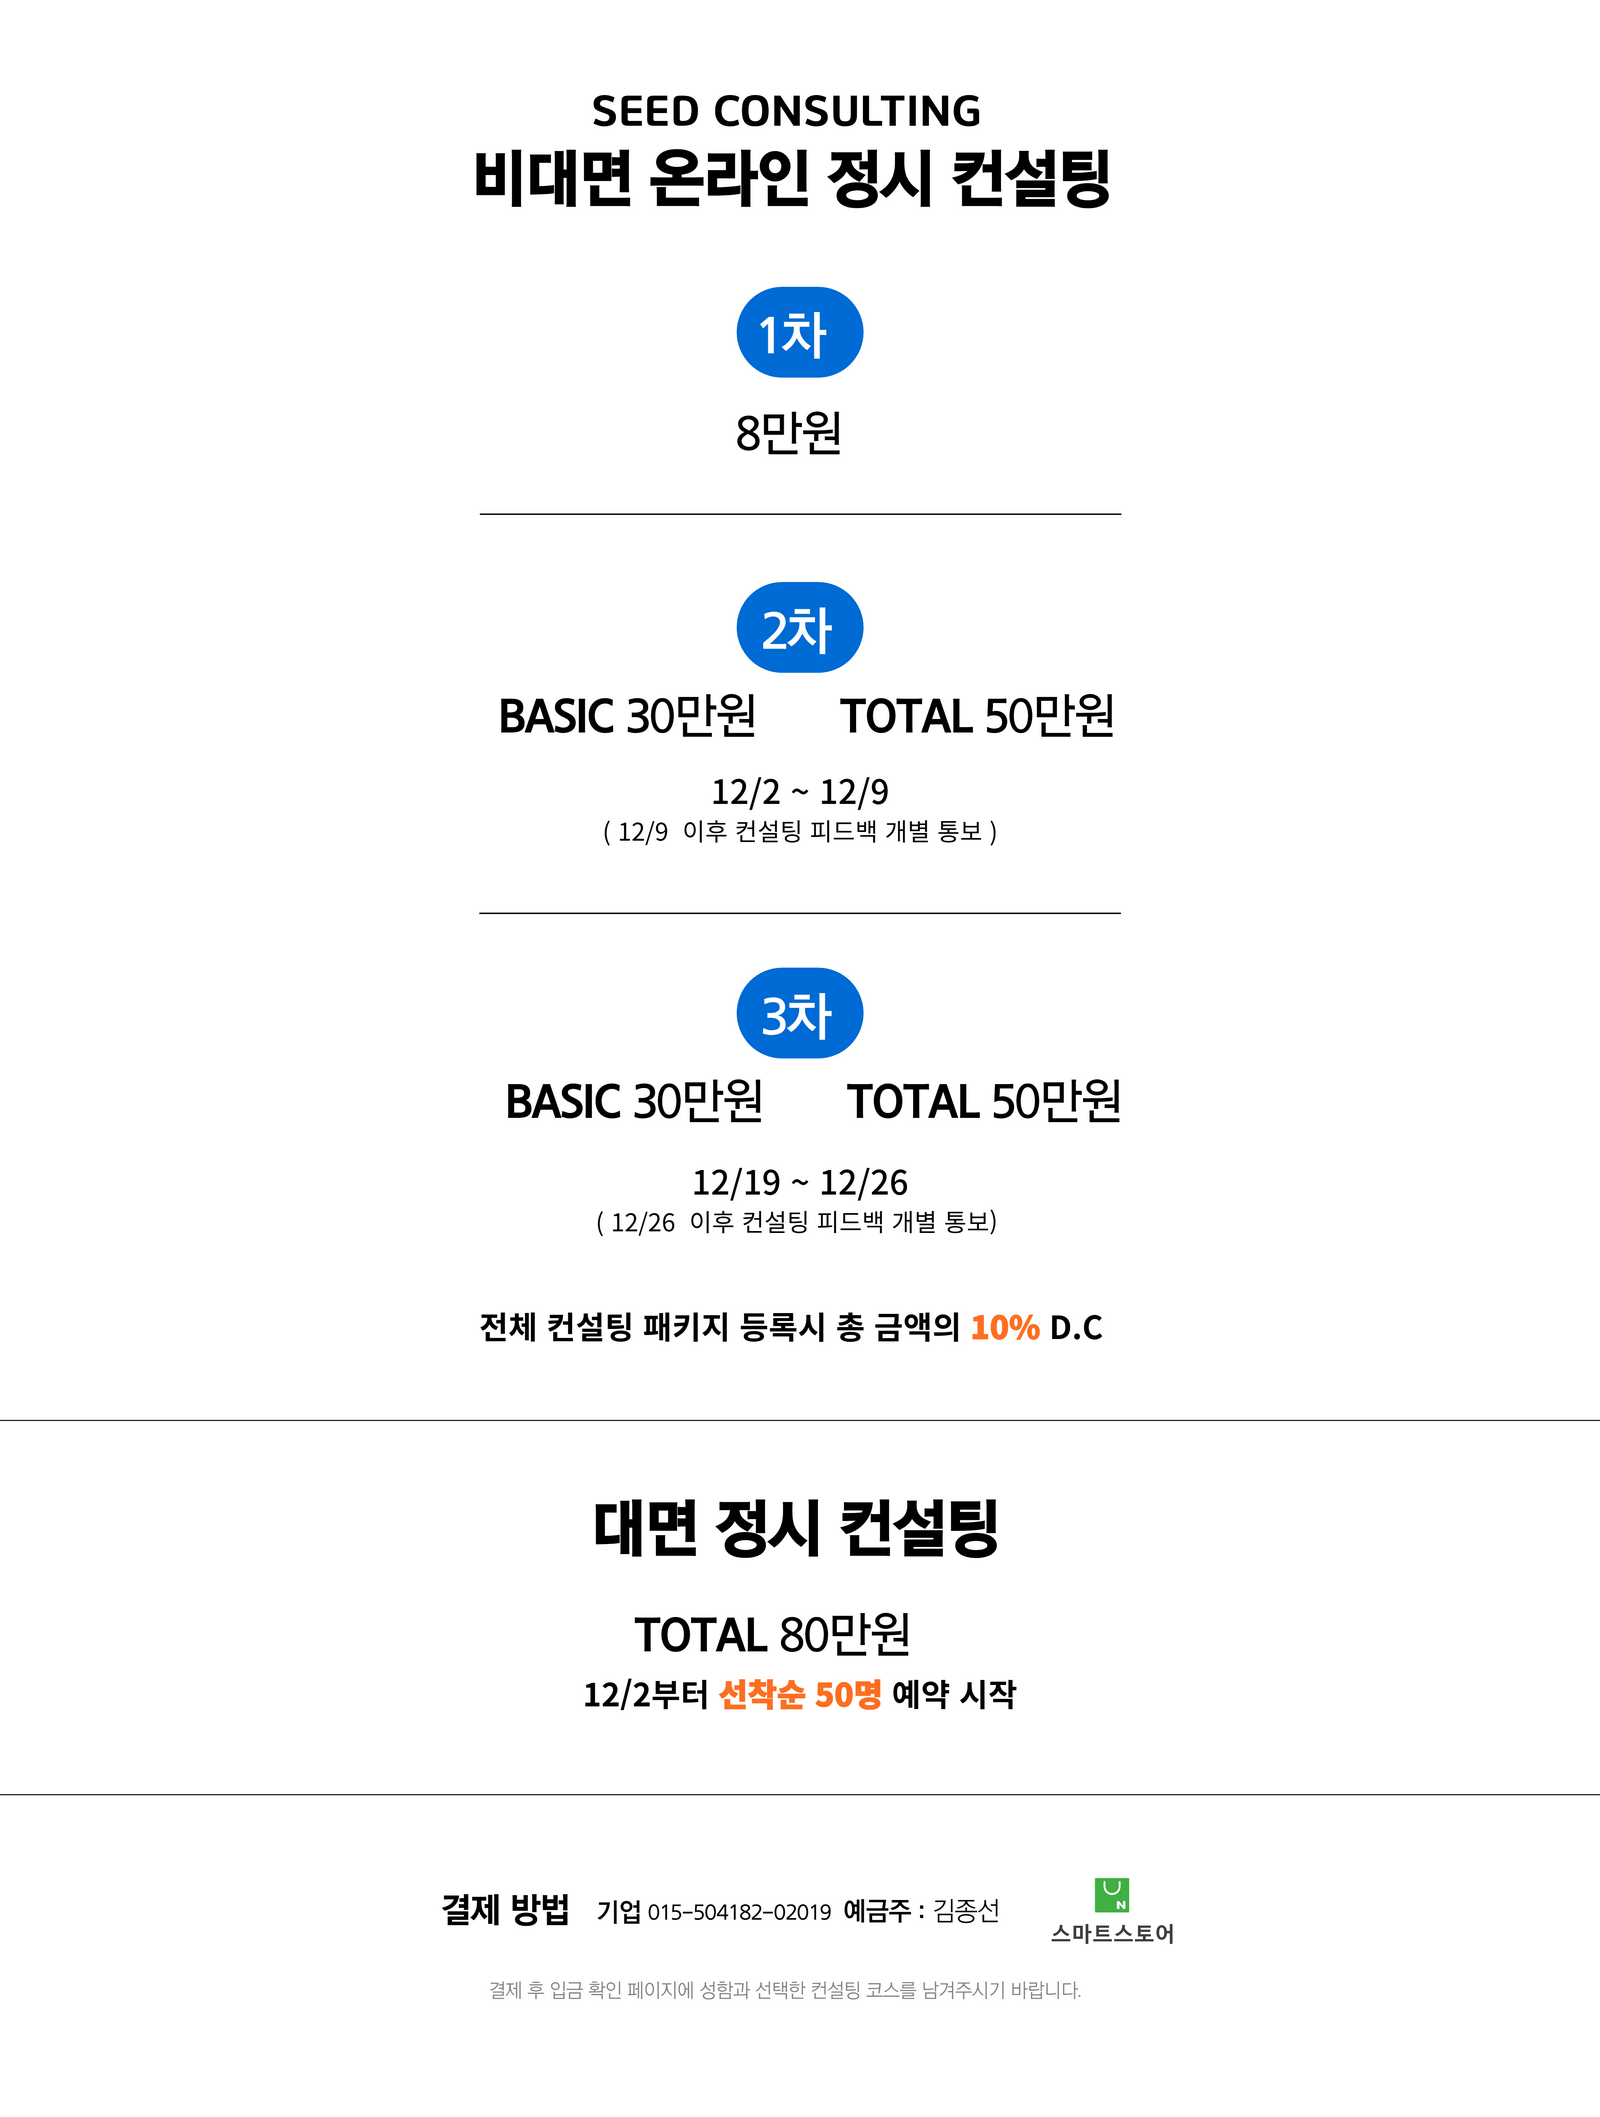 SEED CONSULTING
비대면 온라인 정시 컨설팅
1차
8만원
2차
BASIC 30만원 TOTAL 50만원
12/2 ~ 12/9
( 12/9 이후 컨설팅 피드백 개별 통보 )
3차
BASIC 30만원 TOTAL 50만원
12/19 ~ 12/26
( 12/26 이후 컨설팅 피드백 개별 통보)
전체 컨설팅 패키지 등록시 총 금액의 10% D.C
대면 정시 컨설팅
TOTAL 80만원
12/2부터 선착순 50명 예약 시작
결제 방법 기업 015-504182-02019 예금주 : 김종선
N
스마트스토어
결제 후 입금 확인 페이지에 성함과 선택한 컨설팅 코스를 남겨주시기 바랍니다.